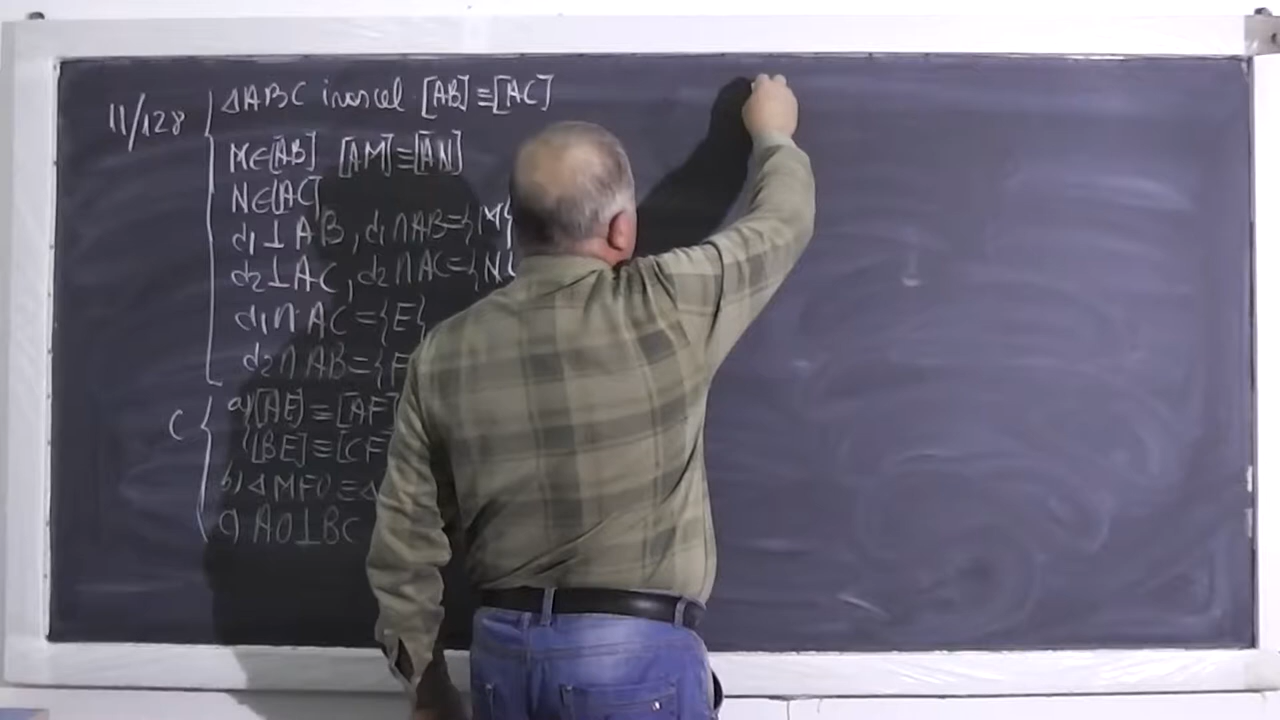 11/128 ΔABC isoscel [AB]≡[AC]
M∈[AB] [AM]≡[AN]
N∈[AC]
d1⊥AB, d1∩AB={M}
d2⊥AC, d2∩AC={N}
d1∩AC={E}
d2∩AB={F
C a) [AE]≡[AF]
[BE]≡[CF
b) ΔMFO≡Δ
c) AO⊥BC